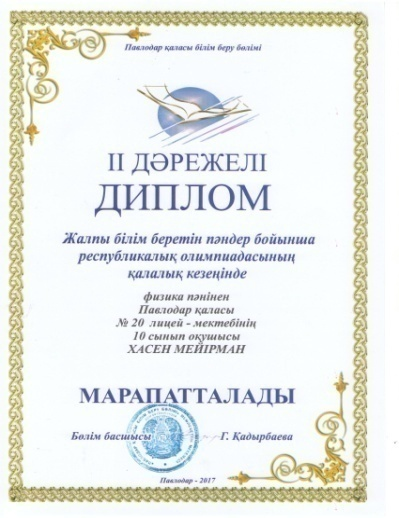 Павлодар қаласы білім беру бөлімі
ІІ ДӘРЕЖЕЛІ
ДИПЛОМ
Жалпы білім беретін пәндер бойынша
республикалық олимпиадасының
қалалық кезеңінде
физика пәнінен
Павлодар қаласы
№ 20 лицей - мектебінің
10 сынып оқушысы
ХАСЕН МЕЙІРМАН
МАРАПАТТАЛАДЫ
Бөлім басшысы Г. Қадырбаева
Павлодар - 2017